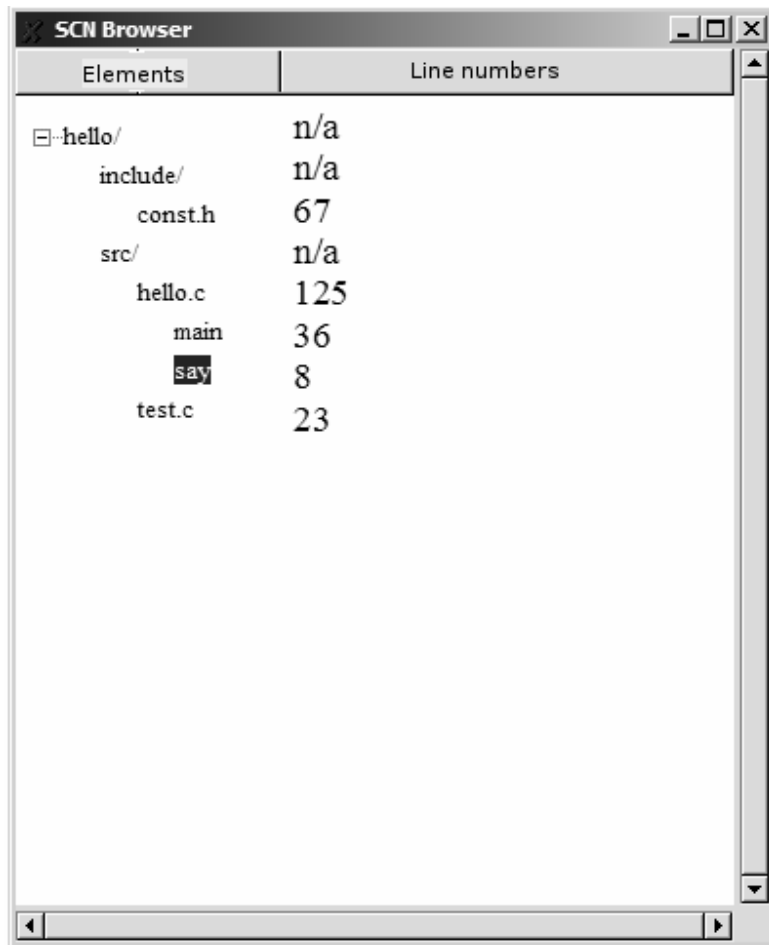 SCN Browser
Elements Line numbers
hello/ n/a
include/ n/a
const.h 67
src/ n/a
hello.c 125
main 36
say 8
test.c 23